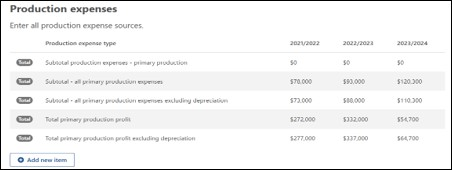 Production expenses
Enter all production expense sources.
Production expense type 2021/2022 2022/2023 2023/2024
Total Subtotal production expenses - primary production $0 $0 $0
Total Subtotal - all primary production expenses $78,000 $93,000 $120,300
Total Subtotal - all primary production expenses excluding depreciation $73,000 $88,000 $110,300
Total Total primary production profit $272,000 $332,000 $54,700
Total Total primary production profit excluding depreciation $277,000 $337,000 $64,700
Add new item